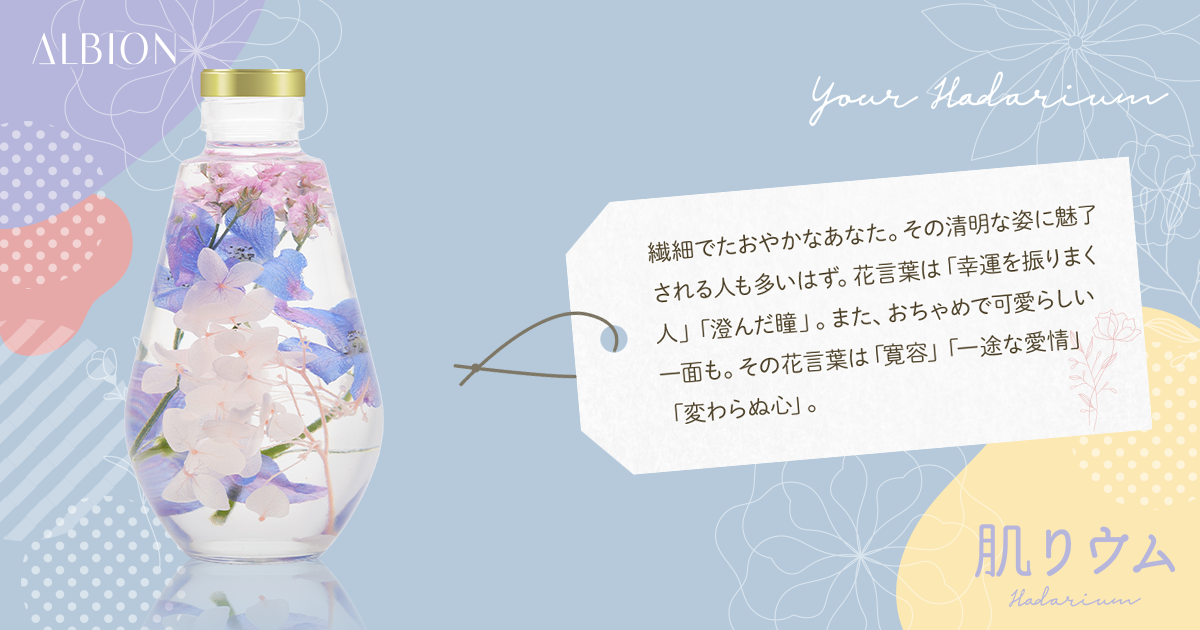 ALBION
Your Hadarium
繊細でたおやかなあなた。その清明な姿に魅了
される人も多いはず。花言葉は「幸運を振りまく
人」「澄んだ瞳」。また、おちゃめで可愛らしい
一面も。その花言葉は「寛容」「一途な愛情」
「変わらぬ心」。
肌りウム
Hadarium